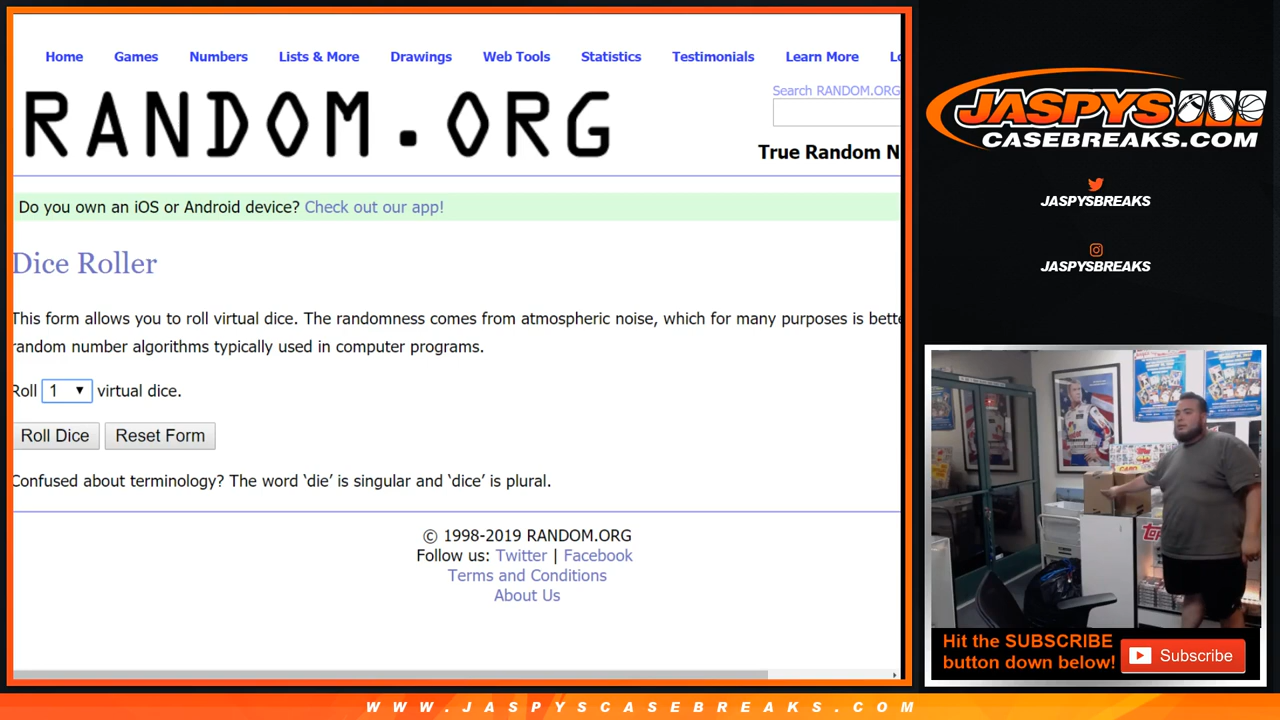 Home Games Numbers Lists & More Drawings Web Tools Statistics Testimonials Learn More Lo
Search RANDOM.ORG
RANDOM.ORG
True Random N
Do you own an iOS or Android device? Check out our app!
Dice Roller
This form allows you to roll virtual dice. The randomness comes from atmospheric noise, which for many purposes is bette
random number algorithms typically used in computer programs.
Roll 1 virtual dice.
Roll Dice Reset Form
Confused about terminology? The word ‘die’ is singular and ‘dice’ is plural.
© 1998-2019 RANDOM.ORG
Follow us: Twitter | Facebook
Terms and Conditions
About Us
JASPYS
CASEBREAKS.COM
JASPYSBREAKS
JASPYSBREAKS
Topps
Hit the SUBSCRIBE
button down below!
Subscribe
WWW.JASPYSCASEBREAKS.COM